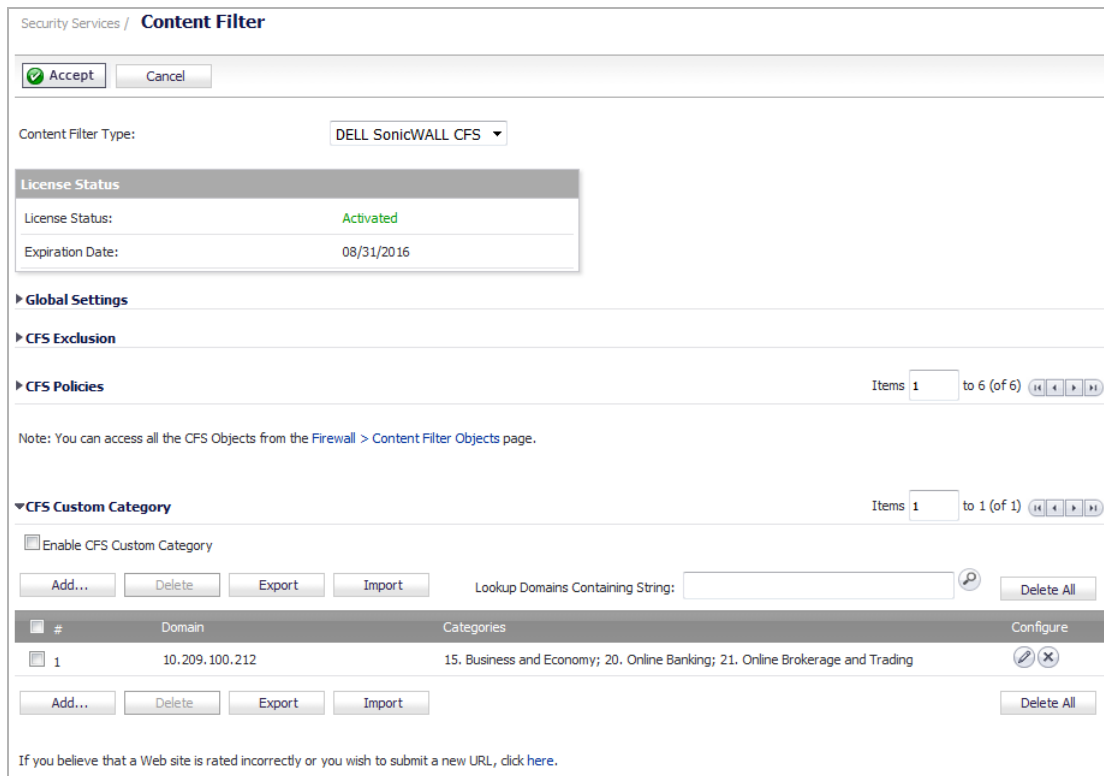 Security Services / Content Filter
Accept Cancel
Content Filter Type: DELL SonicWALL CFS
License Status
License Status: Activated
Expiration Date: 08/31/2016
Global Settings
CFS Exclusion
CFS Policies Items 1 to 6 (of 6)
Note: You can access all the CFS Objects from the Firewall > Content Filter Objects page.
CFS Custom Category Items 1 to 1 (of 1)
Enable CFS Custom Category
Add... Delete Export Import Lookup Domains Containing String: Delete All
# Domain Categories Configure
1 10.209.100.212 15. Business and Economy; 20. Online Banking; 21. Online Brokerage and Trading
Add... Delete Export Import Delete All
If you believe that a Web site is rated incorrectly or you wish to submit a new URL, click here.